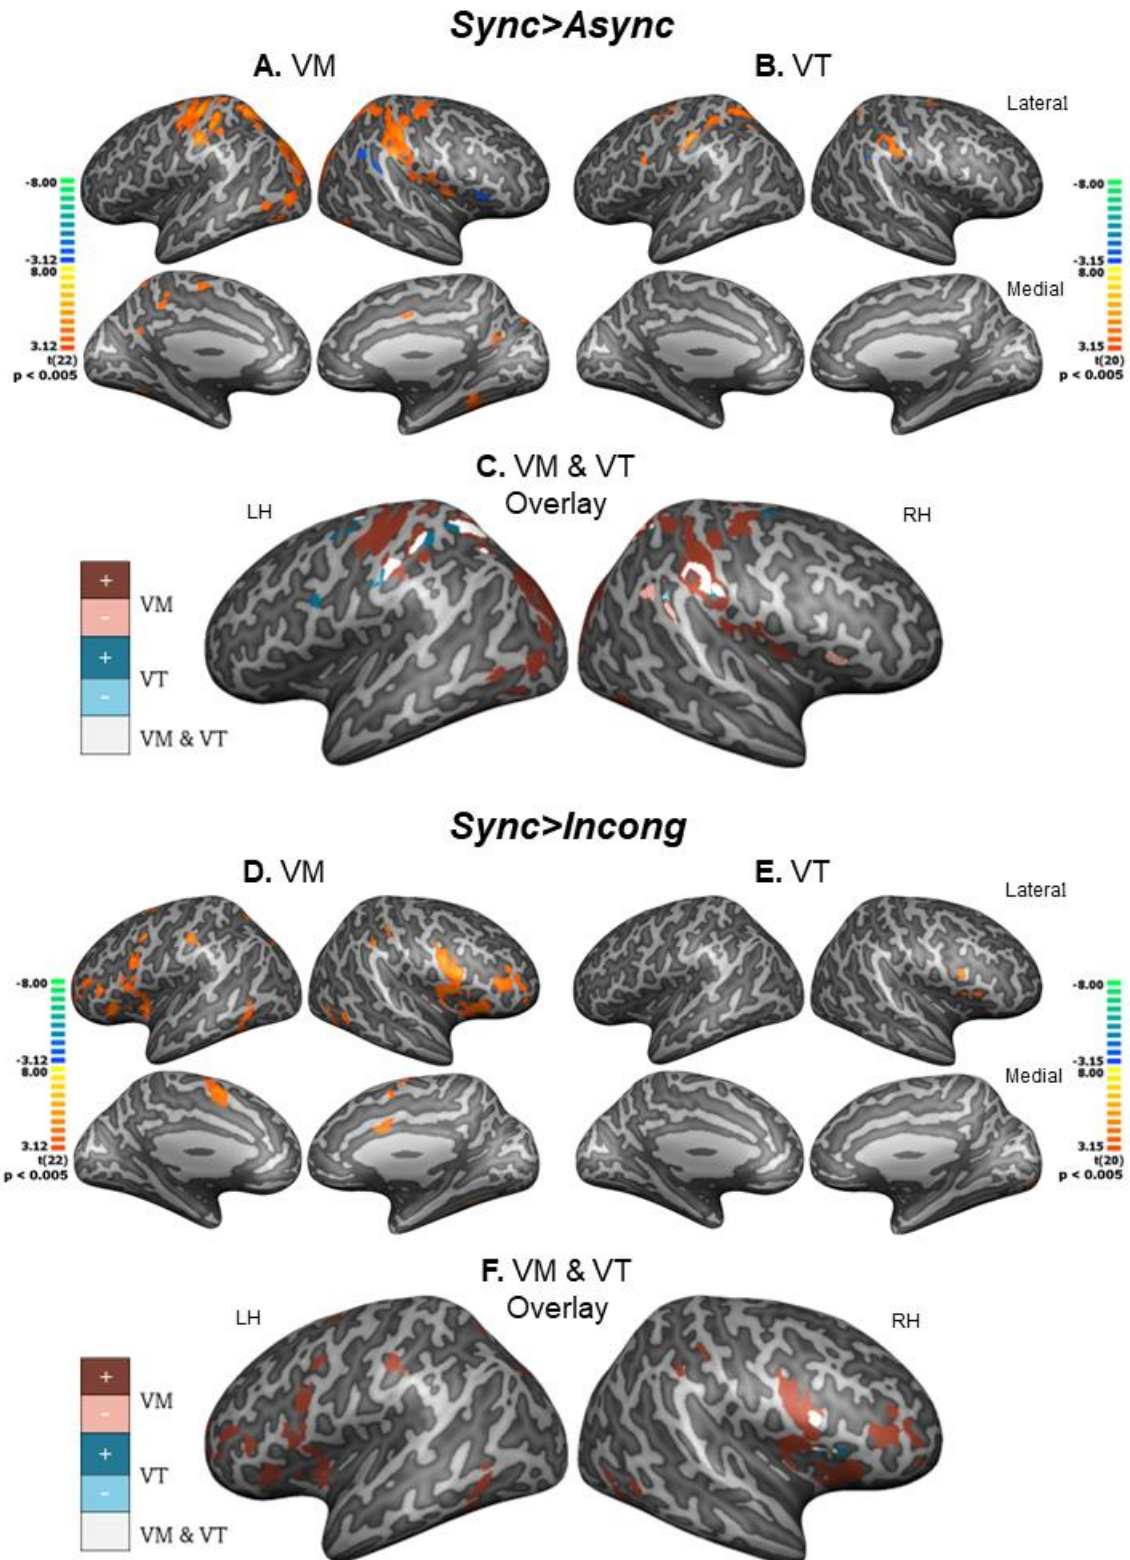 Sync>Async
A. VM
B. VT
Lateral
-8.00
-3.12
8.00
3.12
t(22)
p < 0.005
-8.00
-3.15
8.00
3.15
t(20)
p < 0.005
Medial
C. VM & VT
Overlay
LH
RH
+
VM
-
+
VT
-
VM & VT
Sync>Incong
D. VM
E. VT
Lateral
-8.00
-3.12
8.00
3.12
t(22)
p < 0.005
-8.00
-3.15
8.00
3.15
t(20)
p < 0.005
Medial
F. VM & VT
Overlay
LH
RH
+
VM
-
+
VT
-
VM & VT